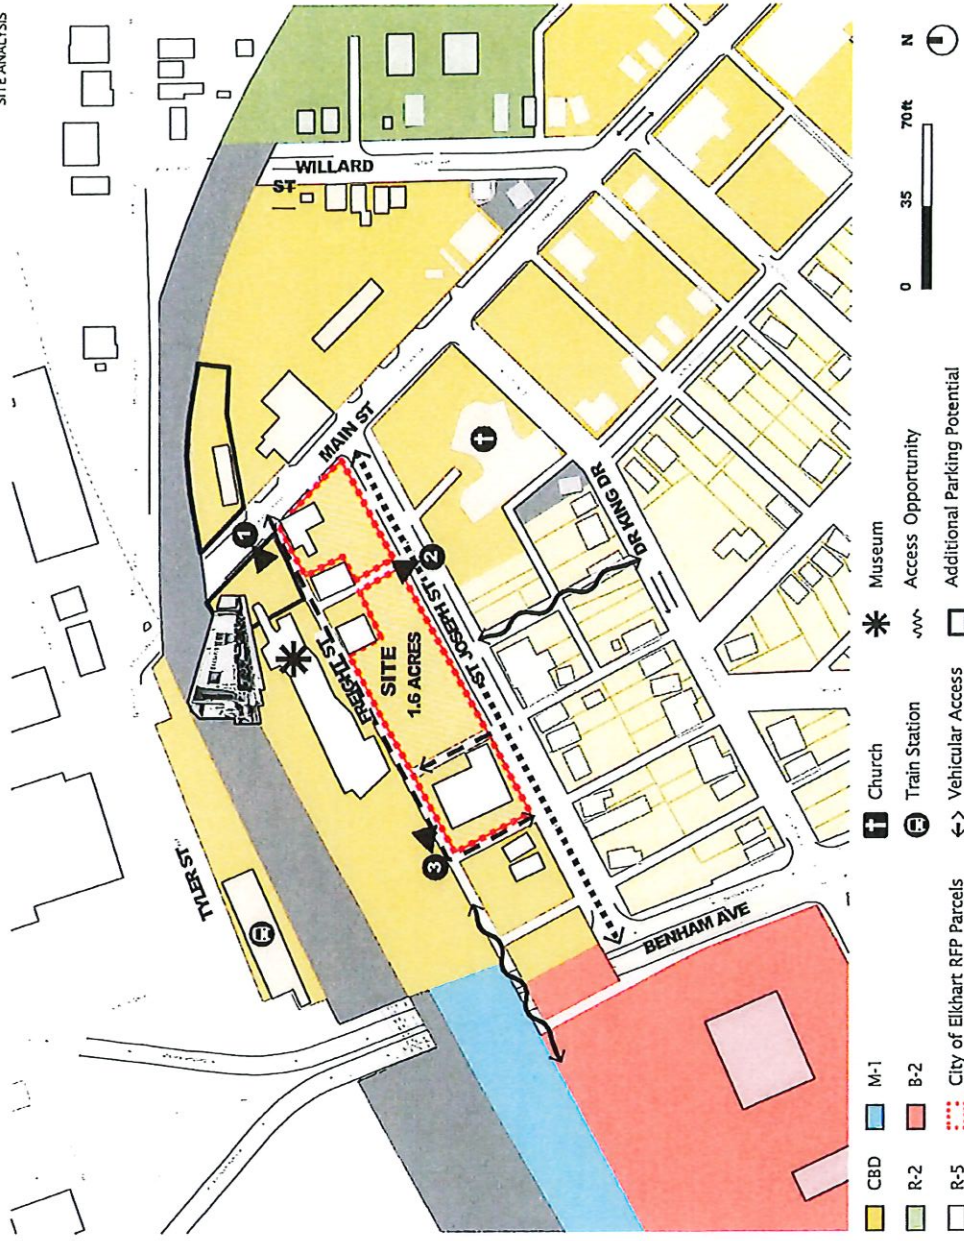 SITE ANALYSIS
TYLER ST
WILLARD
ST
MAIN ST
1
FREIGHT ST.
SITE
1.6 ACRES
2
ST JOSEPH ST
3
DR KING DR
BENHAM AVE
CBD
M-1
Church
Museum
R-2
B-2
Train Station
Access Opportunity
R-5
City of Elkhart RFP Parcels
Vehicular Access
Additional Parking Potential
0
35
70ft
N